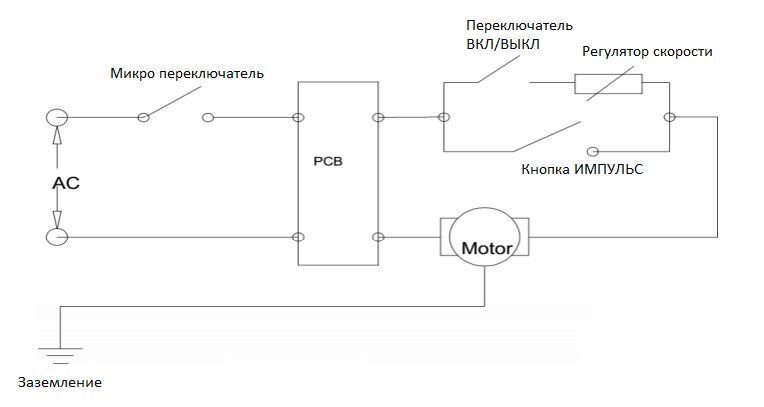 Переключатель
ВКЛ/ВЫКЛ
Регулятор скорости
Микро переключатель
PCB
Кнопка ИМПУЛЬС
AC
Motor
Заземление